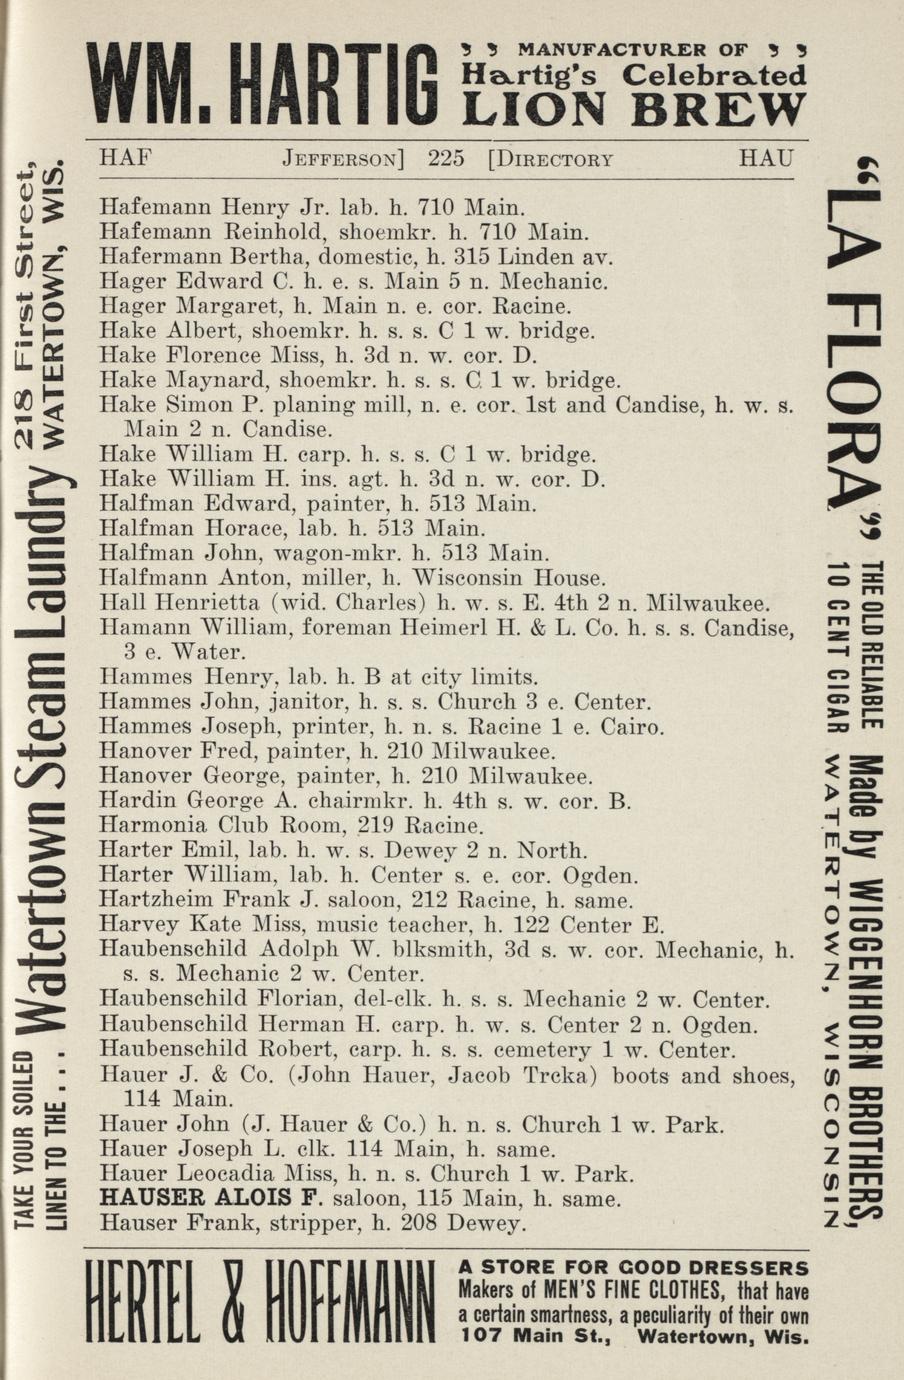 WM. HARTIG
MANUFACTURER OF
Hartig's Celebrated
LION BREW
HAF JEFFERSON] 225 [DIRECTORY HAU
Hafemann Henry Jr. lab. h. 710 Main.
Hafemann Reinhold, shoemkr. h. 710 Main.
Hafermann Bertha, domestic, h. 315 Linden av.
Hager Edward C. h. e. s. Main 5 n. Mechanic.
Hager Margaret, h. Main n. e. cor. Racine.
Hake Albert, shoemkr. h. s. s. C 1 w. bridge.
Hake Florence Miss, h. 3d n. w. cor. D.
Hake Maynard, shoemkr. h. s. s. C 1 w. bridge.
Hake Simon P. planing mill, n. e. cor. 1st and Candise, h. w. s.
Main 2 n. Candise.
Hake William H. carp. h. s. s. C 1 w. bridge.
Hake William H. ins. agt. h. 3d n. w. cor. D.
Halfman Edward, painter, h. 513 Main.
Halfman Horace, lab. h. 513 Main.
Halfman John, wagon-mkr. h. 513 Main.
Halfmann Anton, miller, h. Wisconsin House.
Hall Henrietta (wid. Charles) h. w. s. E. 4th 2 n. Milwaukee.
Hamann William, foreman Heimerl H. & L. Co. h. s. s. Candise,
3 e. Water.
Hammes Henry, lab. h. B at city limits.
Hammes John, janitor, h. s. s. Church 3 e. Center.
Hammes Joseph, printer, h. n. s. Racine 1 e. Cairo.
Hanover Fred, painter, h. 210 Milwaukee.
Hanover George, painter, h. 210 Milwaukee.
Hardin George A. chairmkr. h. 4th s. w. cor. B.
Harmonia Club Room, 219 Racine.
Harter Emil, lab. h. w. s. Dewey 2 n. North.
Harter William, lab. h. Center s. e. cor. Ogden.
Hartzheim Frank J. saloon, 212 Racine, h. same.
Harvey Kate Miss, music teacher, h. 122 Center E.
Haubenschild Adolph W. blksmith, 3d s. w. cor. Mechanic, h.
s. s. Mechanic 2 w. Center.
Haubenschild Florian, del-clk. h. s. s. Mechanic 2 w. Center.
Haubenschild Herman H. carp. h. w. s. Center 2 n. Ogden.
Haubenschild Robert, carp. h. s. s. cemetery 1 w. Center.
Hauer J. & Co. (John Hauer, Jacob Trcka) boots and shoes,
114 Main.
Hauer John (J. Hauer & Co.) h. n. s. Church 1 w. Park.
Hauer Joseph L. clk. 114 Main, h. same.
Hauer Leocadia Miss, h. n. s. Church 1 w. Park.
HAUSER ALOIS F. saloon, 115 Main, h. same.
Hauser Frank, stripper, h. 208 Dewey.
TAKE YOUR SOILED
LINEN TO THE . . .
Watertown Steam Laundry
218 First Street,
WATERTOWN, WIS.
"LA FLORA"
THE OLD RELIABLE
10 CENT CIGAR
Made by WIGGENHORN BROTHERS,
WATERTOWN, WISCONSIN
HERTEL & HOFFMANN
A STORE FOR GOOD DRESSERS
Makers of MEN'S FINE CLOTHES, that have
a certain smartness, a peculiarity of their own
107 Main St., Watertown, Wis.